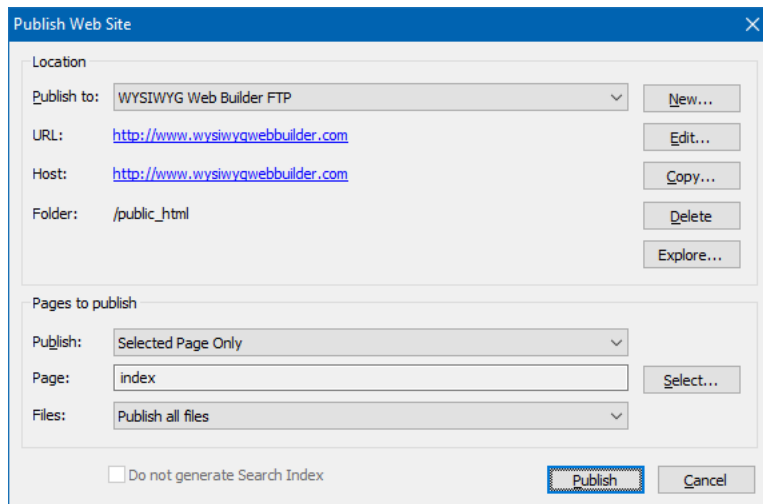 Publish Web Site
Location
Publish to: WYSIWYG Web Builder FTP New...
URL: http://www.wysiwygwebbuilder.com Edit...
Host: http://www.wysiwygwebbuilder.com Copy...
Folder: /public_html Delete
Explore...
Pages to publish
Publish: Selected Page Only
Page: index Select...
Files: Publish all files
Do not generate Search Index Publish Cancel